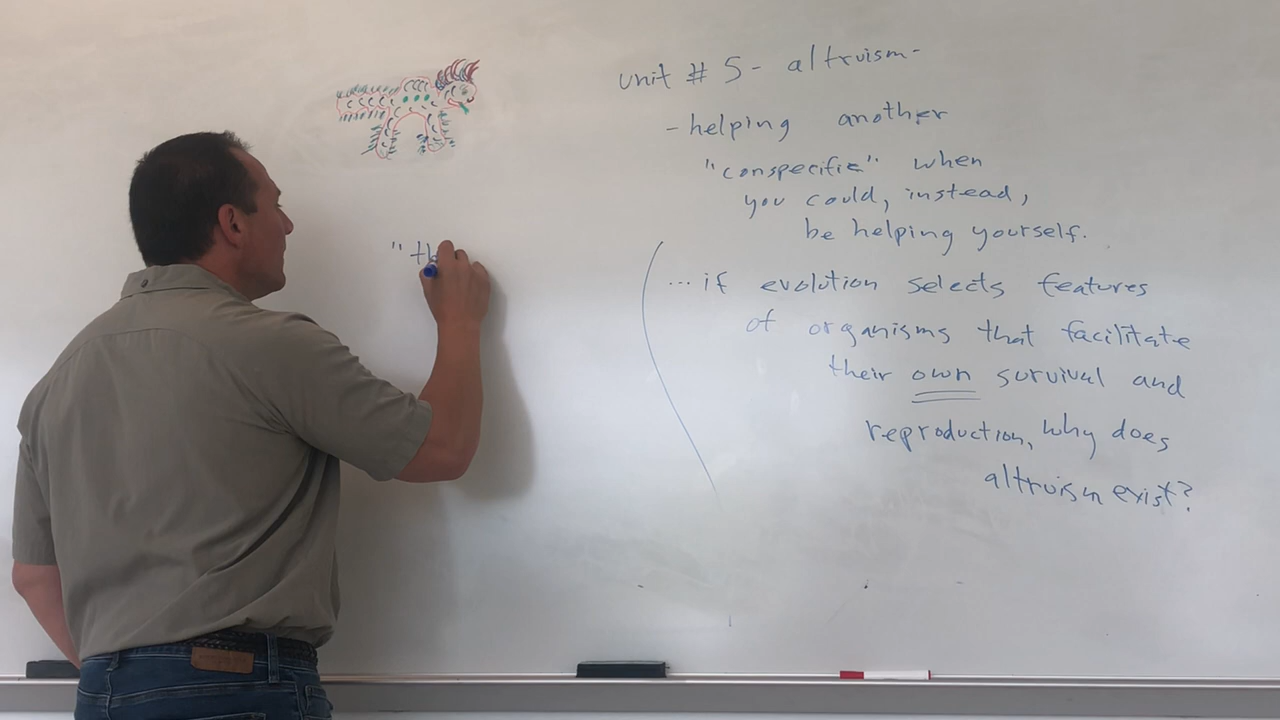 unit # 5 - altruism -
- helping another
"conspecific" when
you could, instead,
be helping yourself.
... if evolution selects features
of organisms that facilitate
their own survival and
reproduction, why does
altruism exist?
"th